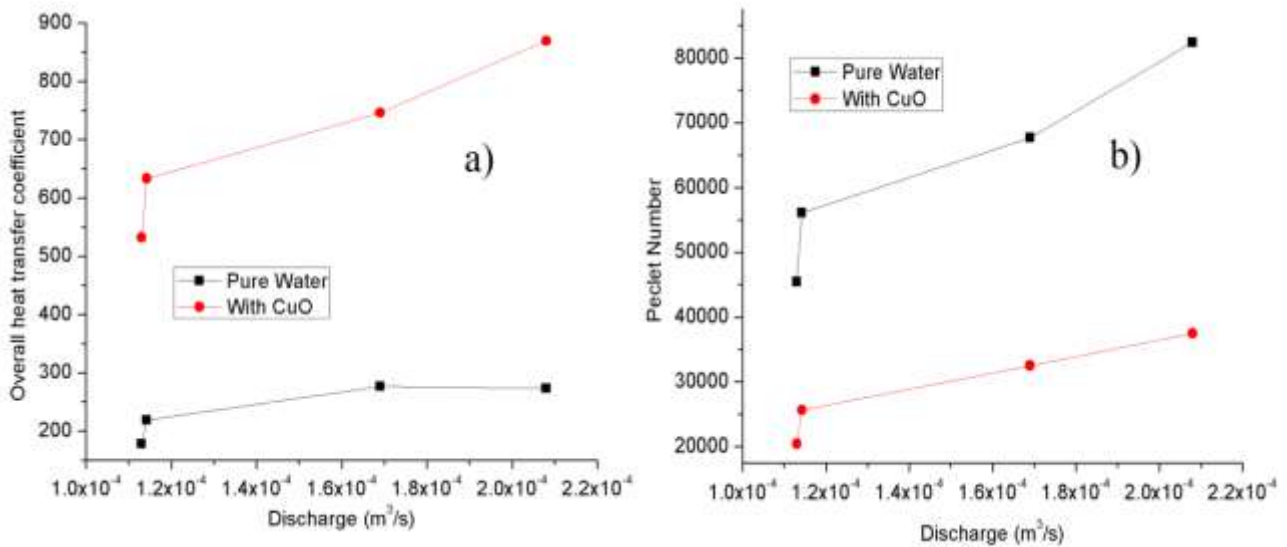 900
800
700
600
500
400
300
200
Overall heat transfer coefficient
a)
Pure Water
With CuO
1.0x10⁻⁴ 1.2x10⁻⁴ 1.4x10⁻⁴ 1.6x10⁻⁴ 1.8x10⁻⁴ 2.0x10⁻⁴ 2.2x10⁻⁴
Discharge (m³/s)
80000
70000
60000
50000
40000
30000
20000
Peclet Number
Pure Water
With CuO
b)
1.0x10⁻⁴ 1.2x10⁻⁴ 1.4x10⁻⁴ 1.6x10⁻⁴ 1.8x10⁻⁴ 2.0x10⁻⁴ 2.2x10⁻⁴
Discharge (m³/s)